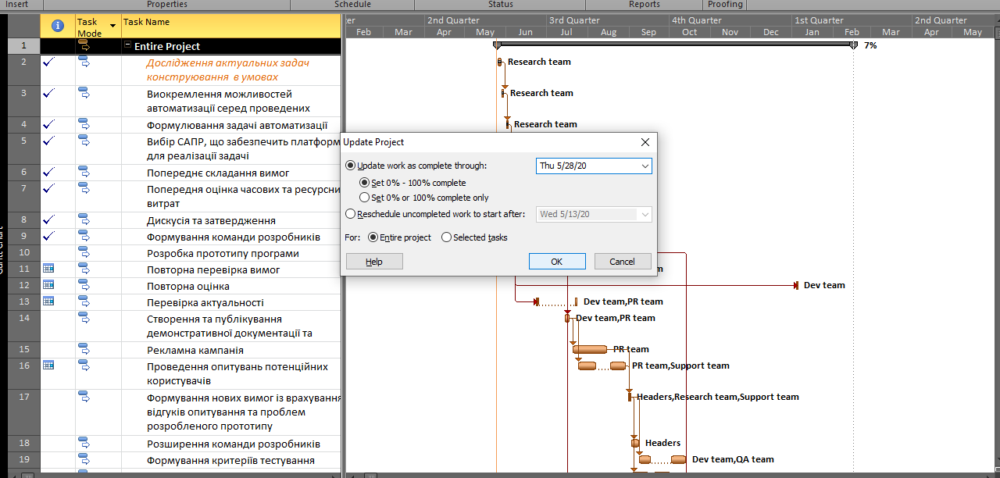 Insert Properties Schedule Status Reports Proofing
Task Mode Task Name
2nd Quarter 3rd Quarter 4th Quarter 1st Quarter 2nd Quarter
Feb Mar Apr May Jun Jul Aug Sep Oct Nov Dec Jan Feb Mar Apr May
1 Entire Project 7%
2 Дослідження актуальних задач
конструювання в умовах
Research team
3 Виокремлення можливостей
автоматизації серед проведених
Research team
4 Формулювання задачі автоматизації
Research team
5 Вибір САПР, що забезпечить платформ
для реалізації задачі
6 Попереднє складання вимог
7 Попередня оцінка часових та ресурсни
витрат
8 Дискусія та затвердження
9 Формування команди розробників
Update Project
Update work as complete through: Thu 5/28/20
Set 0% - 100% complete
Set 0% or 100% complete only
Reschedule uncompleted work to start after: Wed 5/13/20
For: Entire project Selected tasks
Help OK Cancel
10 Розробка прототипу програми
11 Повторна перевірка вимог
12 Повторна оцінка Dev team
13 Перевірка актуальності Dev team,PR team
14 Створення та публікування
демонстративної документації та
Dev team,PR team
15 Рекламна кампанія PR team
16 Проведення опитувань потенційних
користувачів
PR team,Support team
17 Формування нових вимог із врахування
відгуків опитування та проблем
розробленого прототипу
Headers,Research team,Support team
18 Розширення команди розробників Headers
19 Формування критеріїв тестування Dev team,QA team